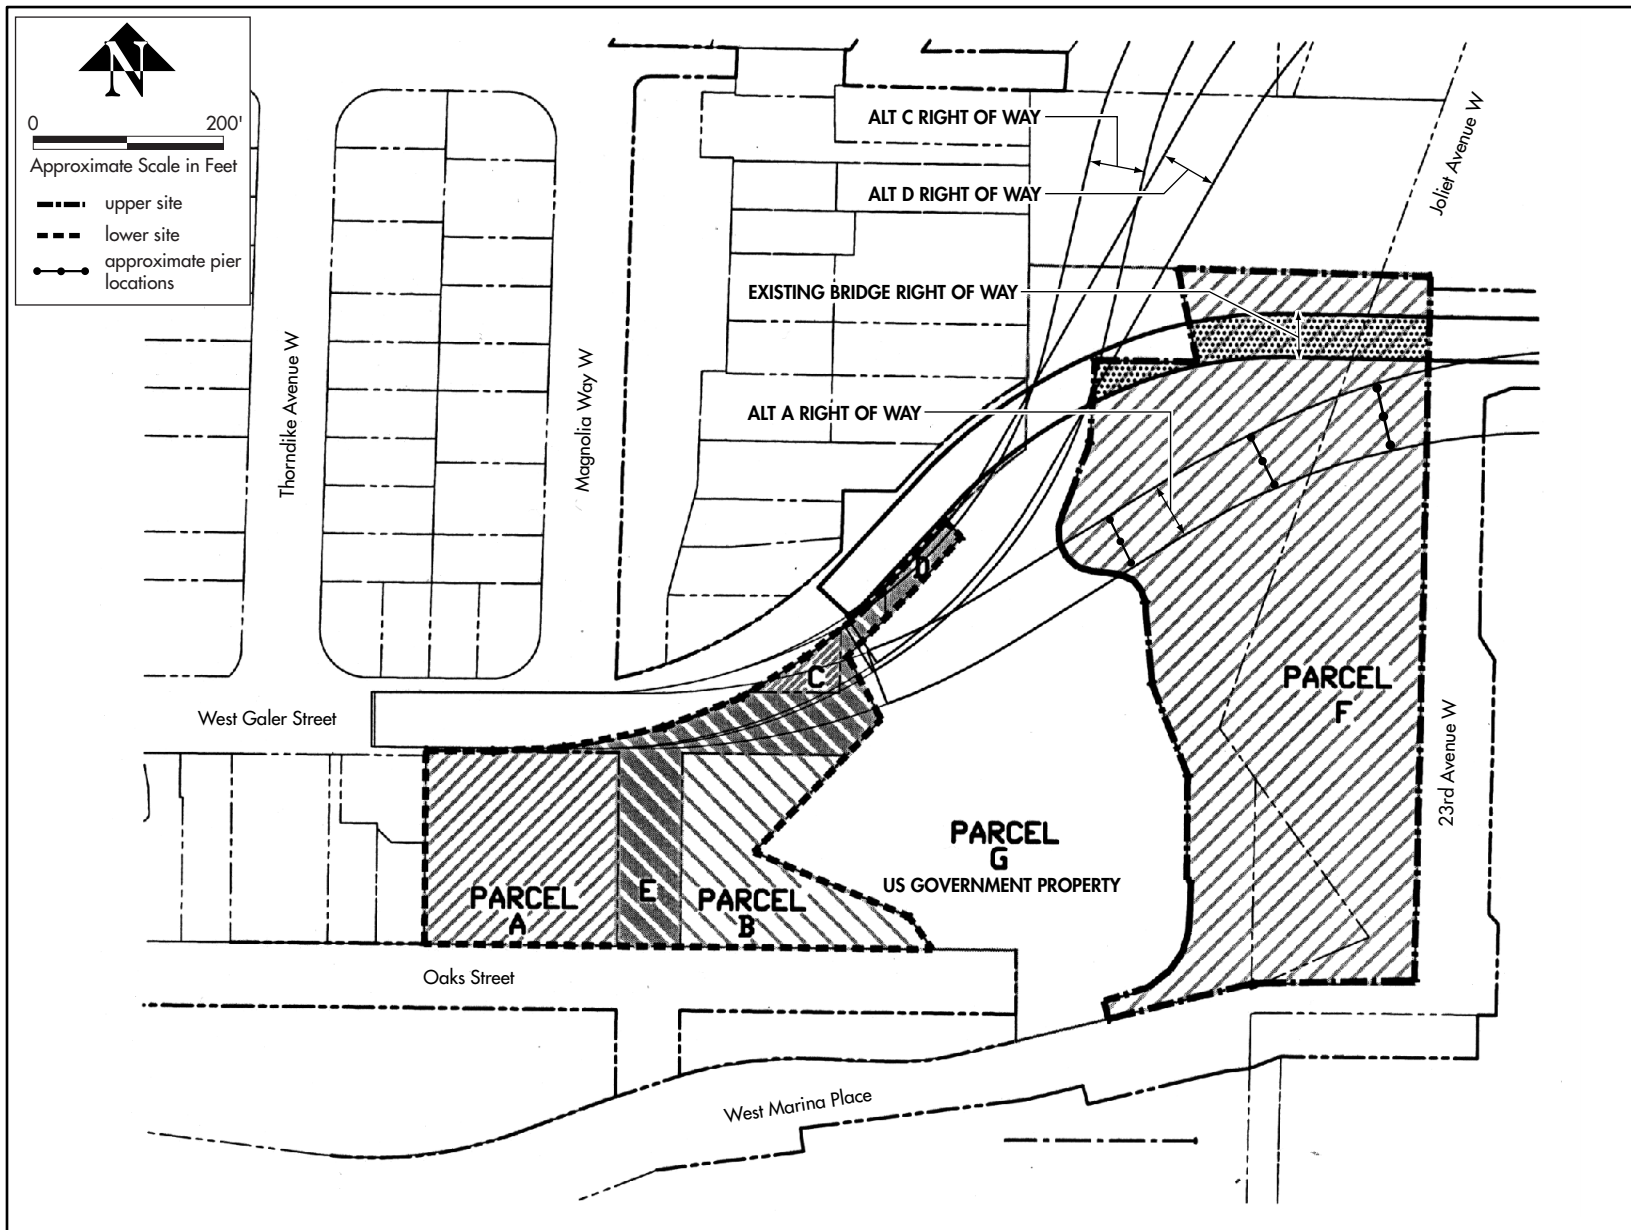 N
0 200'
Approximate Scale in Feet
upper site
lower site
approximate pier
locations
ALT C RIGHT OF WAY
ALT D RIGHT OF WAY
Joliet Avenue W
EXISTING BRIDGE RIGHT OF WAY
Thorndike Avenue W
Magnolia Way W
ALT A RIGHT OF WAY
D
C
PARCEL
F
West Galer Street
23rd Avenue W
PARCEL
G
US GOVERNMENT PROPERTY
PARCEL
A
E
PARCEL
B
Oaks Street
West Marina Place